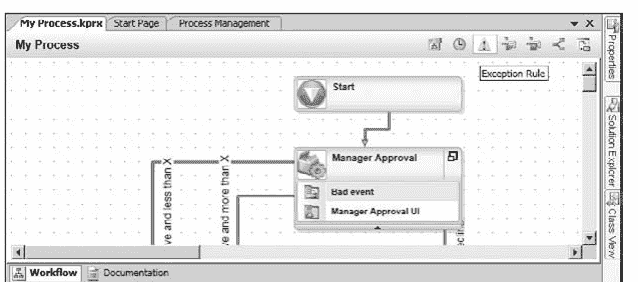 My Process.kprx Start Page Process Management
My Process
Exception Rule
Start
Manager Approval
Bad event
Manager Approval UI
ve and less than X
ve and more than X
Workflow Documentation
Properties
Solution Explorer
Class View